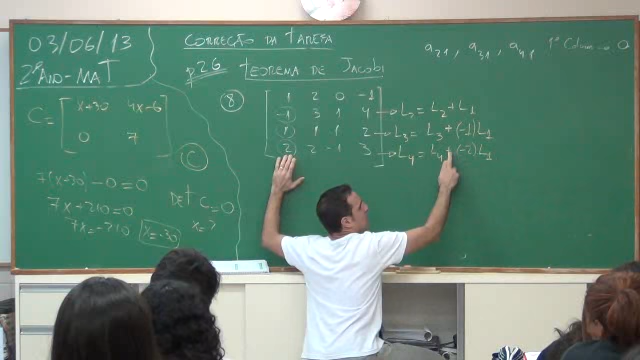 03/06/13
2º ANO - MAT
C = [ x+30 4x-6
0 7 ]
C
7(x+30) - 0 = 0
7x + 210 = 0
7x = -210
x = -30
DET C = 0
x = ?
CORREÇÃO DA TAREFA
P.26 TEOREMA DE JACOBI
8
1 2 0 -1
-1 3 1 4 → L₂ = L₂ + L₁
1 1 1 2 → L₃ = L₃ + (-1) L₁
2 2 -1 3 → L₄ = L₄ + (-2) L₁
a₂₁, a₃₁, a₄₁ 1ª Coluna 0